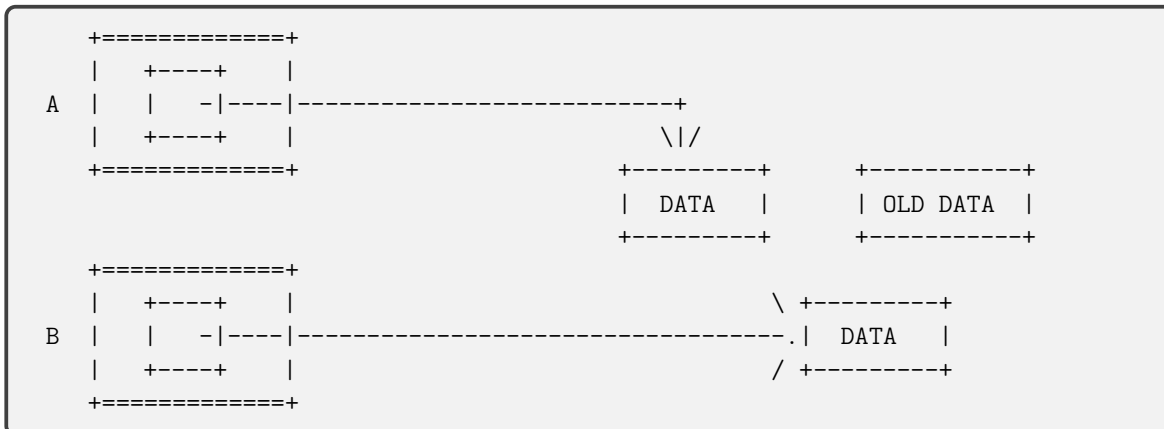 +=============+
|   +----+    |
A  |   |   -|----|---------------------------+
|   +----+    |                          \|/
+=============+                       +---------+      +-----------+
|  DATA   |      | OLD DATA  |
+---------+      +-----------+
+=============+
|   +----+    |                                  \ +---------+
B  |   |   -|----|-----------------------------------.|  DATA   |
|   +----+    |                                  / +---------+
+=============+